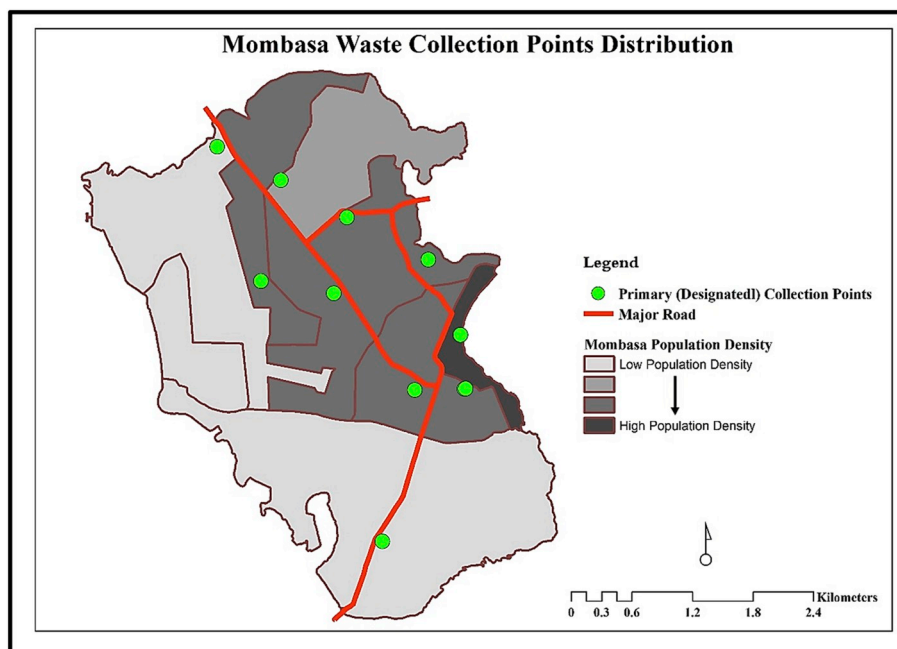 Mombasa Waste Collection Points Distribution
Legend
Primary (Designatedl) Collection Points
Major Road
Mombasa Population Density
Low Population Density
High Population Density
Kilometers
0 0.3 0.6 1.2 1.8 2.4